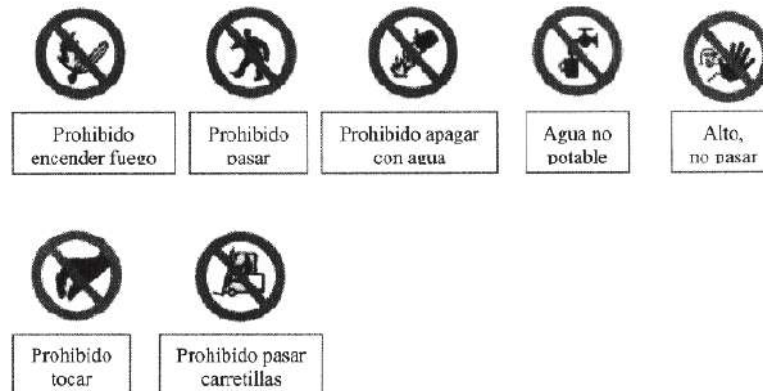 Prohibido
encender fuego
Prohibido
pasar
Prohibido apagar
con agua
Agua no
potable
Alto,
no pasar
Prohibido
tocar
Prohibido pasar
carretillas